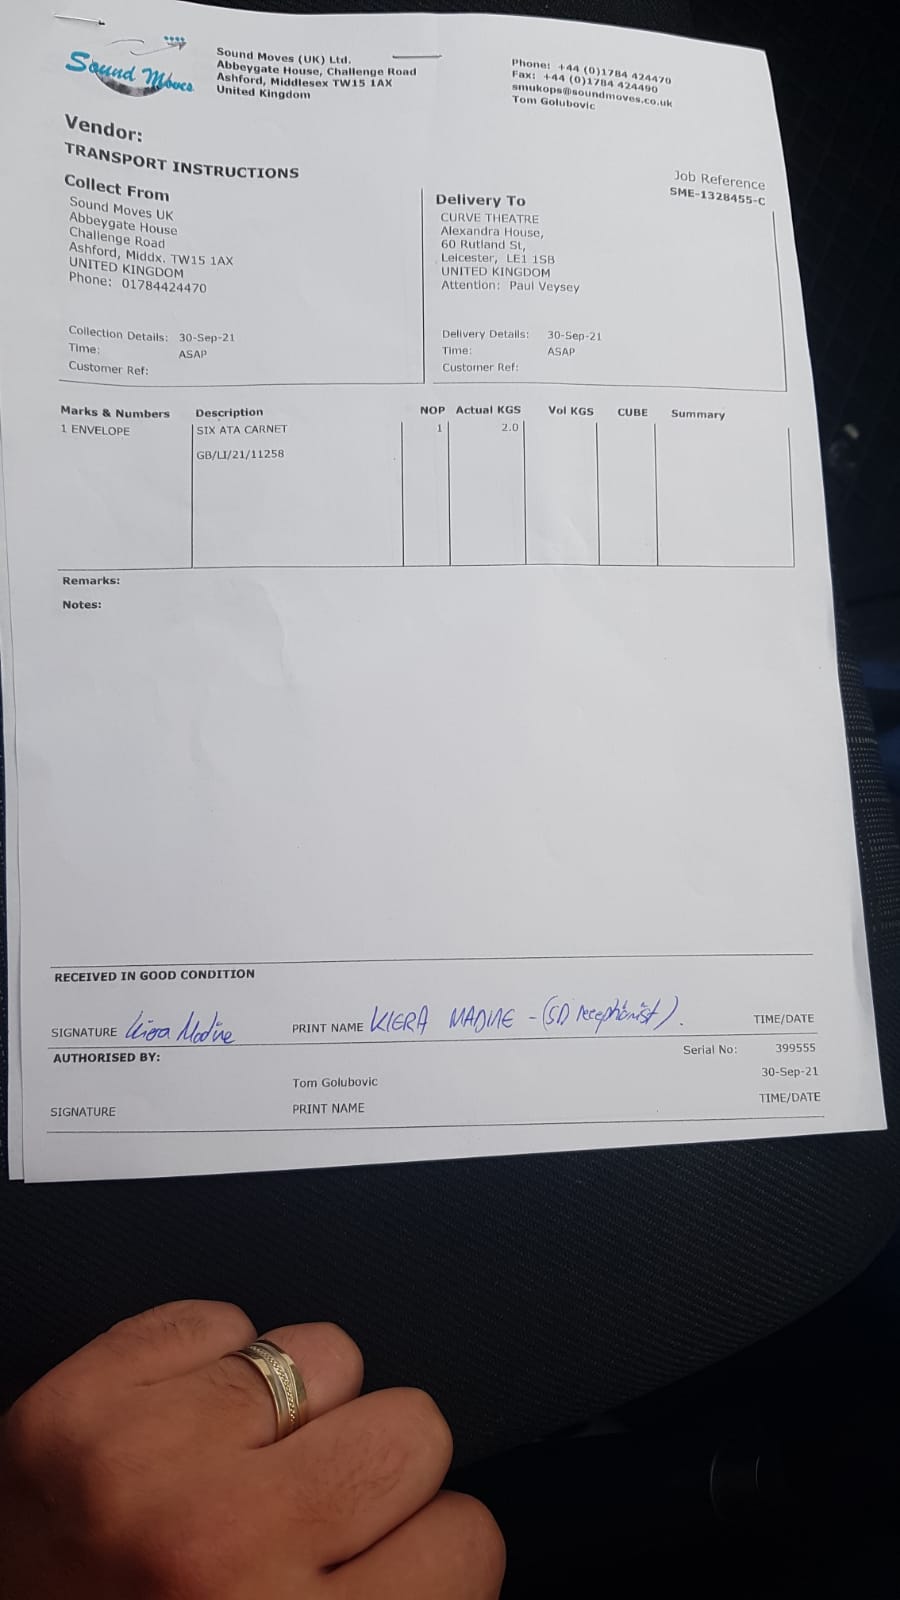 Sound Moves
Sound Moves (UK) Ltd.
Abbeygate House, Challenge Road
Ashford, Middlesex TW15 1AX
United Kingdom
Phone: +44 (0)1784 424470
Fax: +44 (0)1784 424490
smukops@soundmoves.co.uk
Tom Golubovic
Vendor:
TRANSPORT INSTRUCTIONS
Job Reference
SME-1328455-C
Collect From
Sound Moves UK
Abbeygate House
Challenge Road
Ashford, Middx. TW15 1AX
UNITED KINGDOM
Phone: 01784424470
Collection Details: 30-Sep-21
Time: ASAP
Customer Ref:
Delivery To
CURVE THEATRE
Alexandra House,
60 Rutland St,
Leicester, LE1 1SB
UNITED KINGDOM
Attention: Paul Veysey
Delivery Details: 30-Sep-21
Time: ASAP
Customer Ref:
Marks & Numbers Description NOP Actual KGS Vol KGS CUBE Summary
1 ENVELOPE SIX ATA CARNET 1 2.0
GB/LI/21/11258
Remarks:
Notes:
RECEIVED IN GOOD CONDITION
SIGNATURE Kiera Madine PRINT NAME KIERA MADINE - (SD receptionist). TIME/DATE
AUTHORISED BY: Serial No: 399555
Tom Golubovic 30-Sep-21
SIGNATURE PRINT NAME TIME/DATE